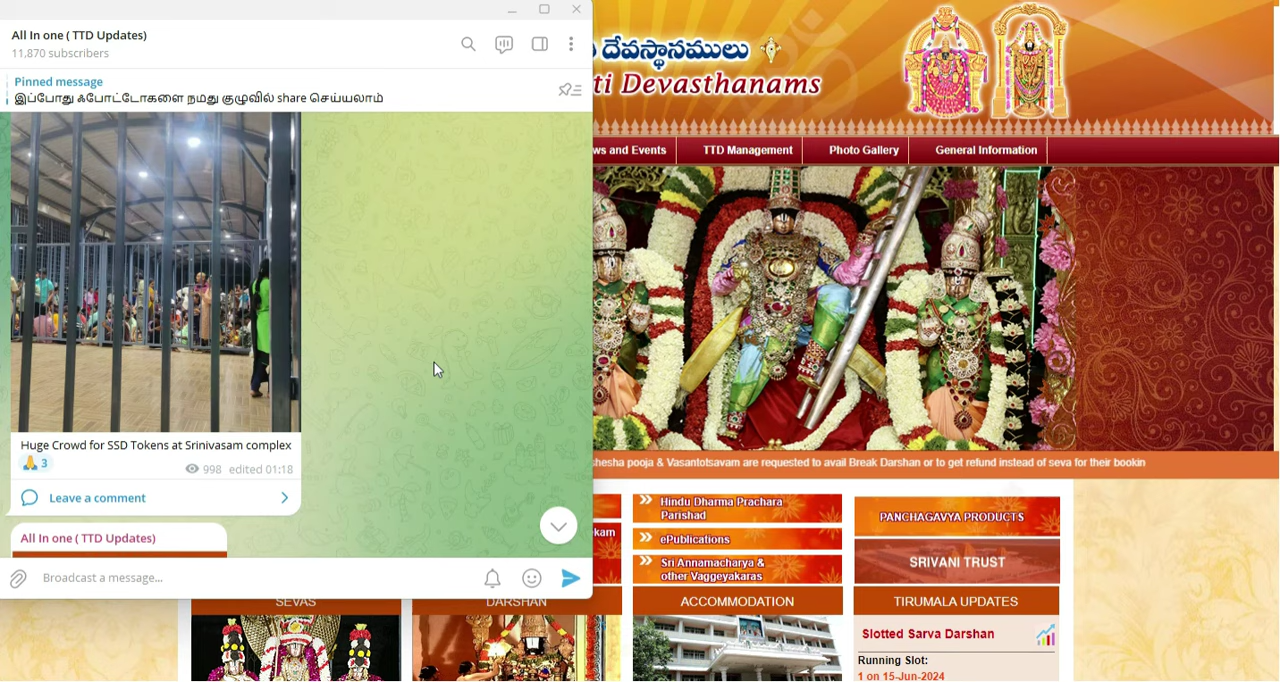 All In one ( TTD Updates)
11,870 subscribers
Pinned message
இப்போது ஃபோட்டோகளை நமது குழுவில் share செய்யலாம்
Huge Crowd for SSD Tokens at Srinivasam complex
3
998 edited 01:18
Leave a comment
All In one ( TTD Updates)
Broadcast a message...
దేవస్థానములు
ti Devasthanams
ws and Events
TTD Management
Photo Gallery
General Information
shesha pooja & Vasantotsavam are requested to avail Break Darshan or to get refund instead of seva for their bookin
kam
Hindu Dharma Prachara
Parishad
ePublications
Sri Annamacharya &
other Vaggeyakaras
PANCHAGAVYA PRODUCTS
SRIVANI TRUST
SEVAS
DARSHAN
ACCOMMODATION
TIRUMALA UPDATES
Slotted Sarva Darshan
Running Slot:
1 on 15-Jun-2024